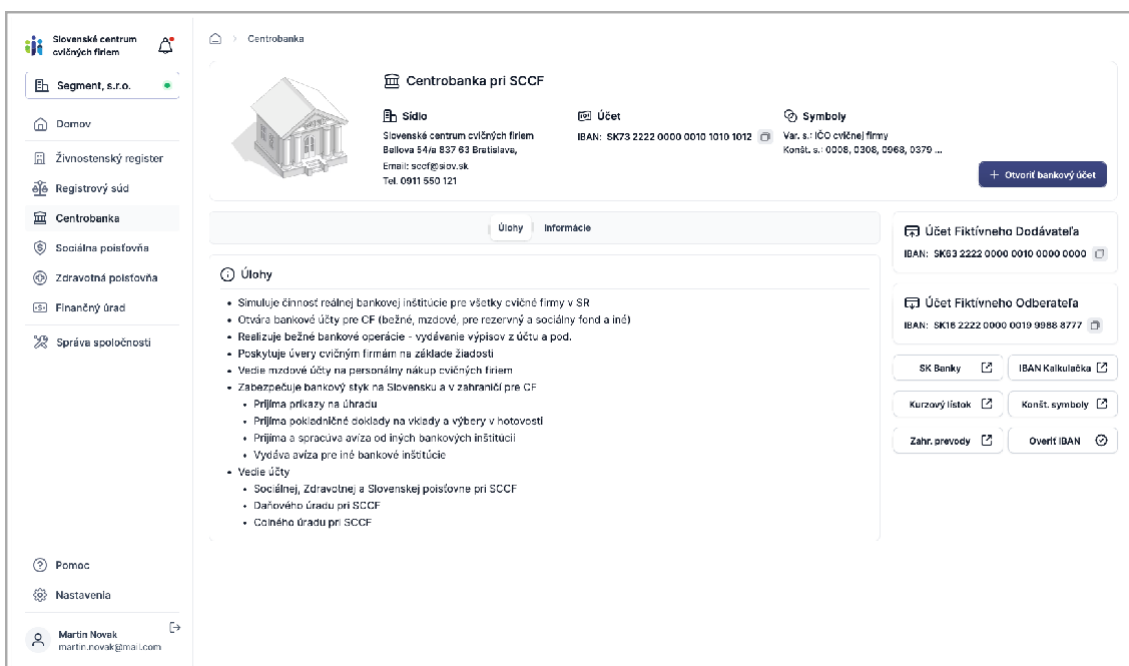 Slovenské centrum
cvičných firiem
Segment, s.r.o.
Domov
Živnostenský register
Registrový súd
Centrobanka
Sociálna poisťovňa
Zdravotná poisťovňa
Finančný úrad
Správa spoločnosti
Pomoc
Nastavenia
Martin Novak
martin.novak@mail.com
Centrobanka
Centrobanka pri SCCF
Sídlo
Slovenské centrum cvičných firiem
Bellova 54/a 837 63 Bratislava,
Email: sccf@siov.sk
Tel. 0911 550 121
Účet
IBAN: SK73 2222 0000 0010 1010 1012
Symboly
Var. s.: IČO cvičnej firmy
Konšt. s.: 0008, 0308, 0968, 0379 ...
+ Otvoriť bankový účet
Úlohy
Informácie
Úlohy
• Simuluje činnosť reálnej bankovej inštitúcie pre všetky cvičné firmy v SR
• Otvára bankové účty pre CF (bežné, mzdové, pre rezervný a sociálny fond a iné)
• Realizuje bežné bankové operácie - vydávanie výpisov z účtu a pod.
• Poskytuje úvery cvičným firmám na základe žiadosti
• Vedie mzdové účty na personálny nákup cvičných firiem
• Zabezpečuje bankový styk na Slovensku a v zahraničí pre CF
• Prijíma príkazy na úhradu
• Prijíma pokladničné doklady na vklady a výbery v hotovosti
• Prijíma a spracúva avíza od iných bankových inštitúcií
• Vydáva avíza pre iné bankové inštitúcie
• Vedie účty
• Sociálnej, Zdravotnej a Slovenskej poisťovne pri SCCF
• Daňového úradu pri SCCF
• Colného úradu pri SCCF
Účet Fiktívneho Dodávateľa
IBAN: SK63 2222 0000 0010 0000 0000
Účet Fiktívneho Odberateľa
IBAN: SK16 2222 0000 0019 9988 8777
SK Banky
IBAN Kalkulačka
Kurzový lístok
Konšt. symboly
Zahr. prevody
Overiť IBAN